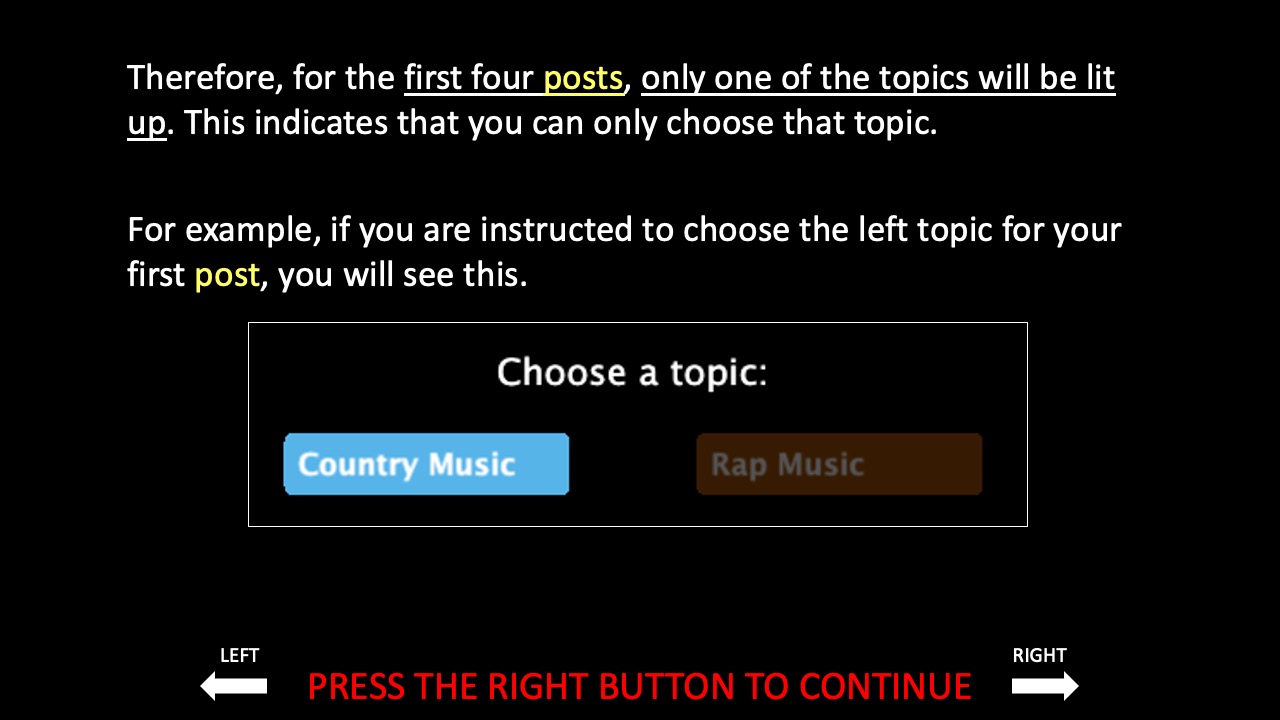 Therefore, for the first four posts, only one of the topics will be lit
up. This indicates that you can only choose that topic.
For example, if you are instructed to choose the left topic for your
first post, you will see this.
Choose a topic:
Country Music
Rap Music
LEFT
RIGHT
PRESS THE RIGHT BUTTON TO CONTINUE